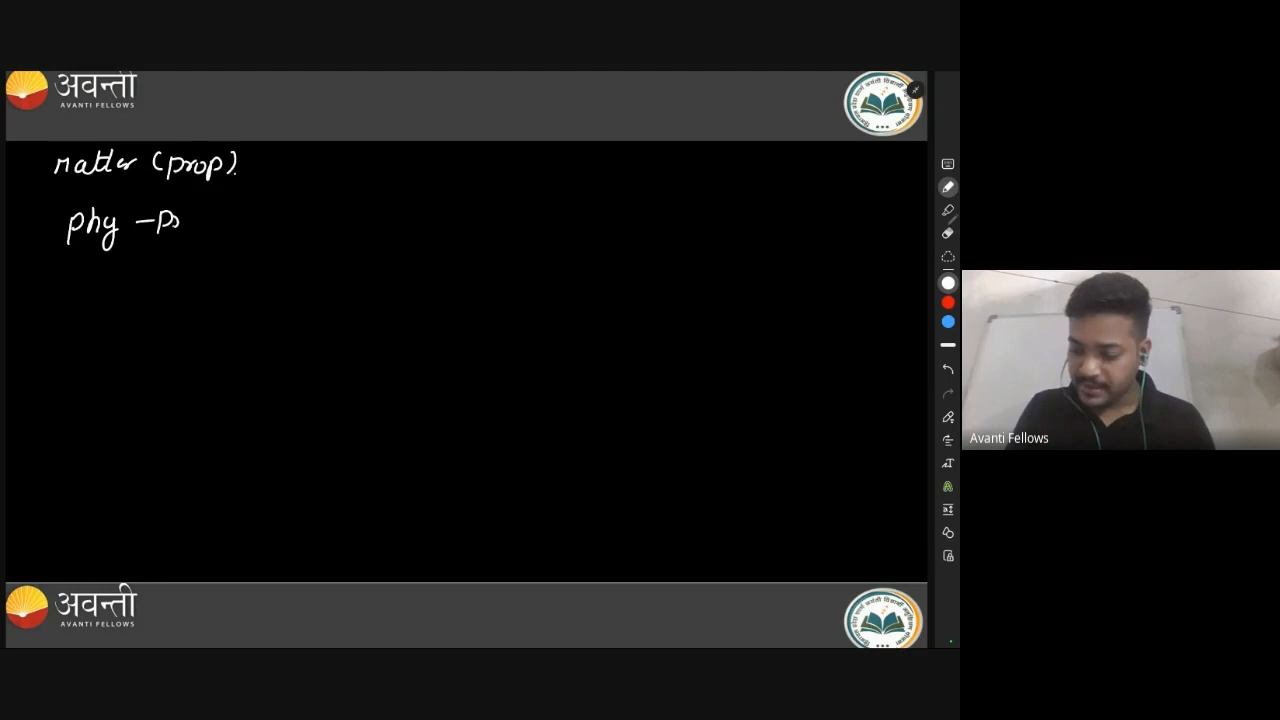 अवन्ती
AVANTI FELLOWS
Matter (prop).
phy -
Avanti Fellows
अवन्ती
AVANTI FELLOWS